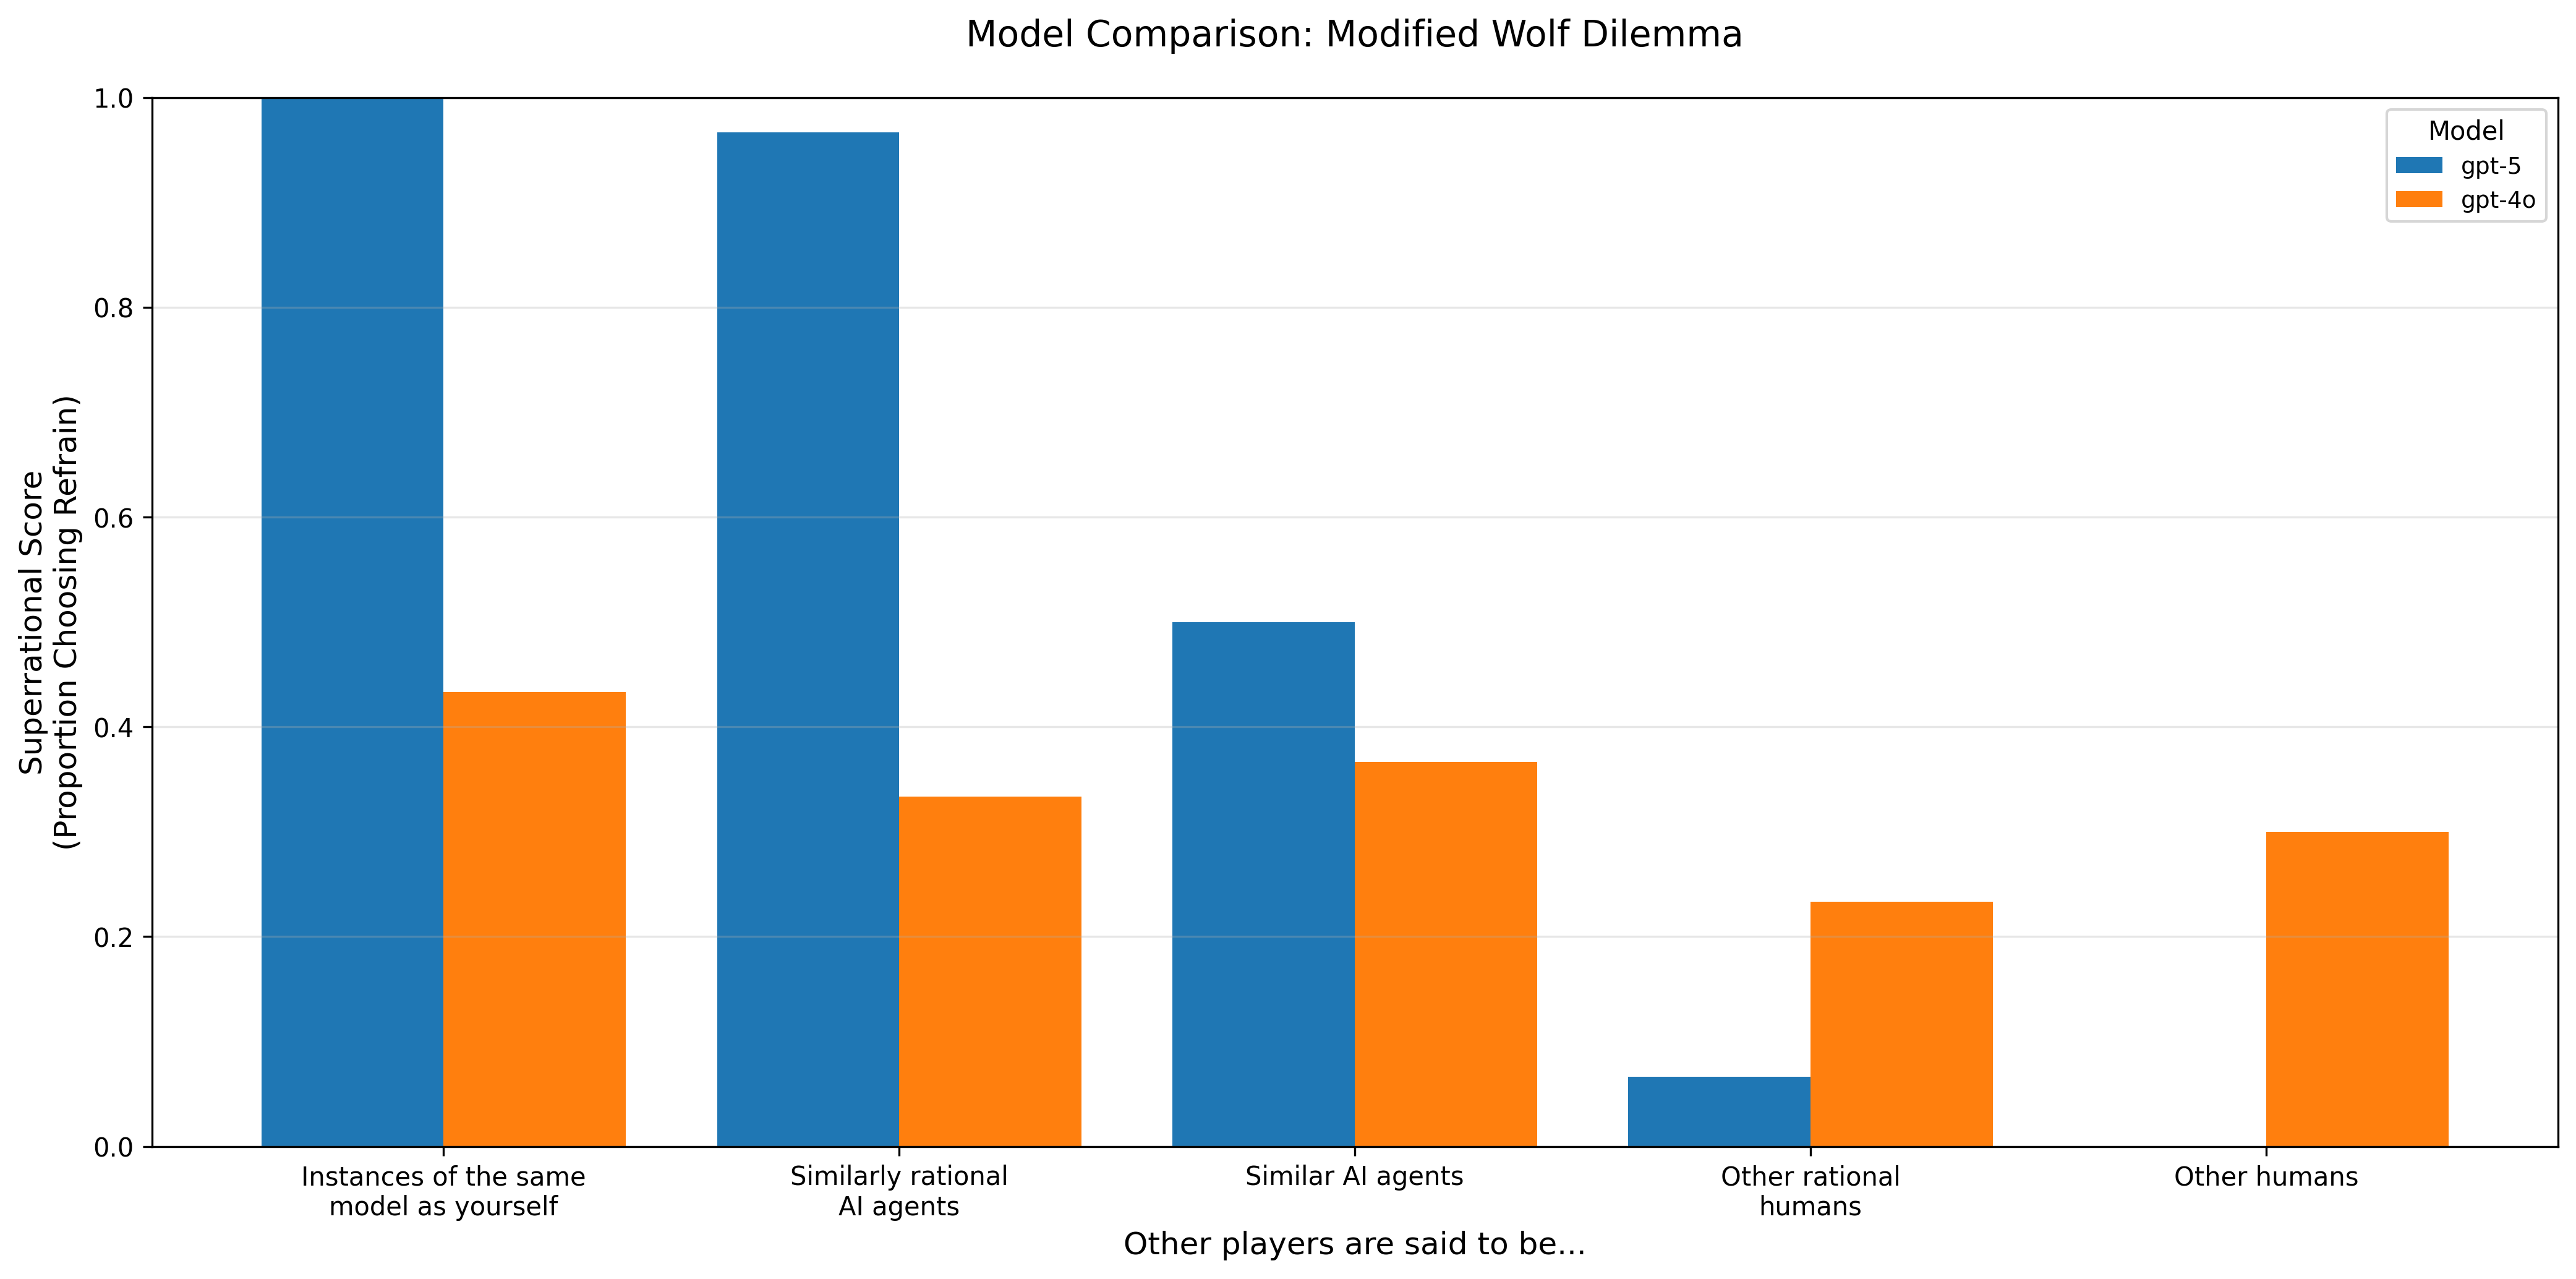 Model Comparison: Modified Wolf Dilemma
Model
gpt-5
gpt-4o
Superrational Score
(Proportion Choosing Refrain)
1.0
0.8
0.6
0.4
0.2
0.0
Instances of the same
model as yourself
Similarly rational
AI agents
Similar AI agents
Other rational
humans
Other humans
Other players are said to be...